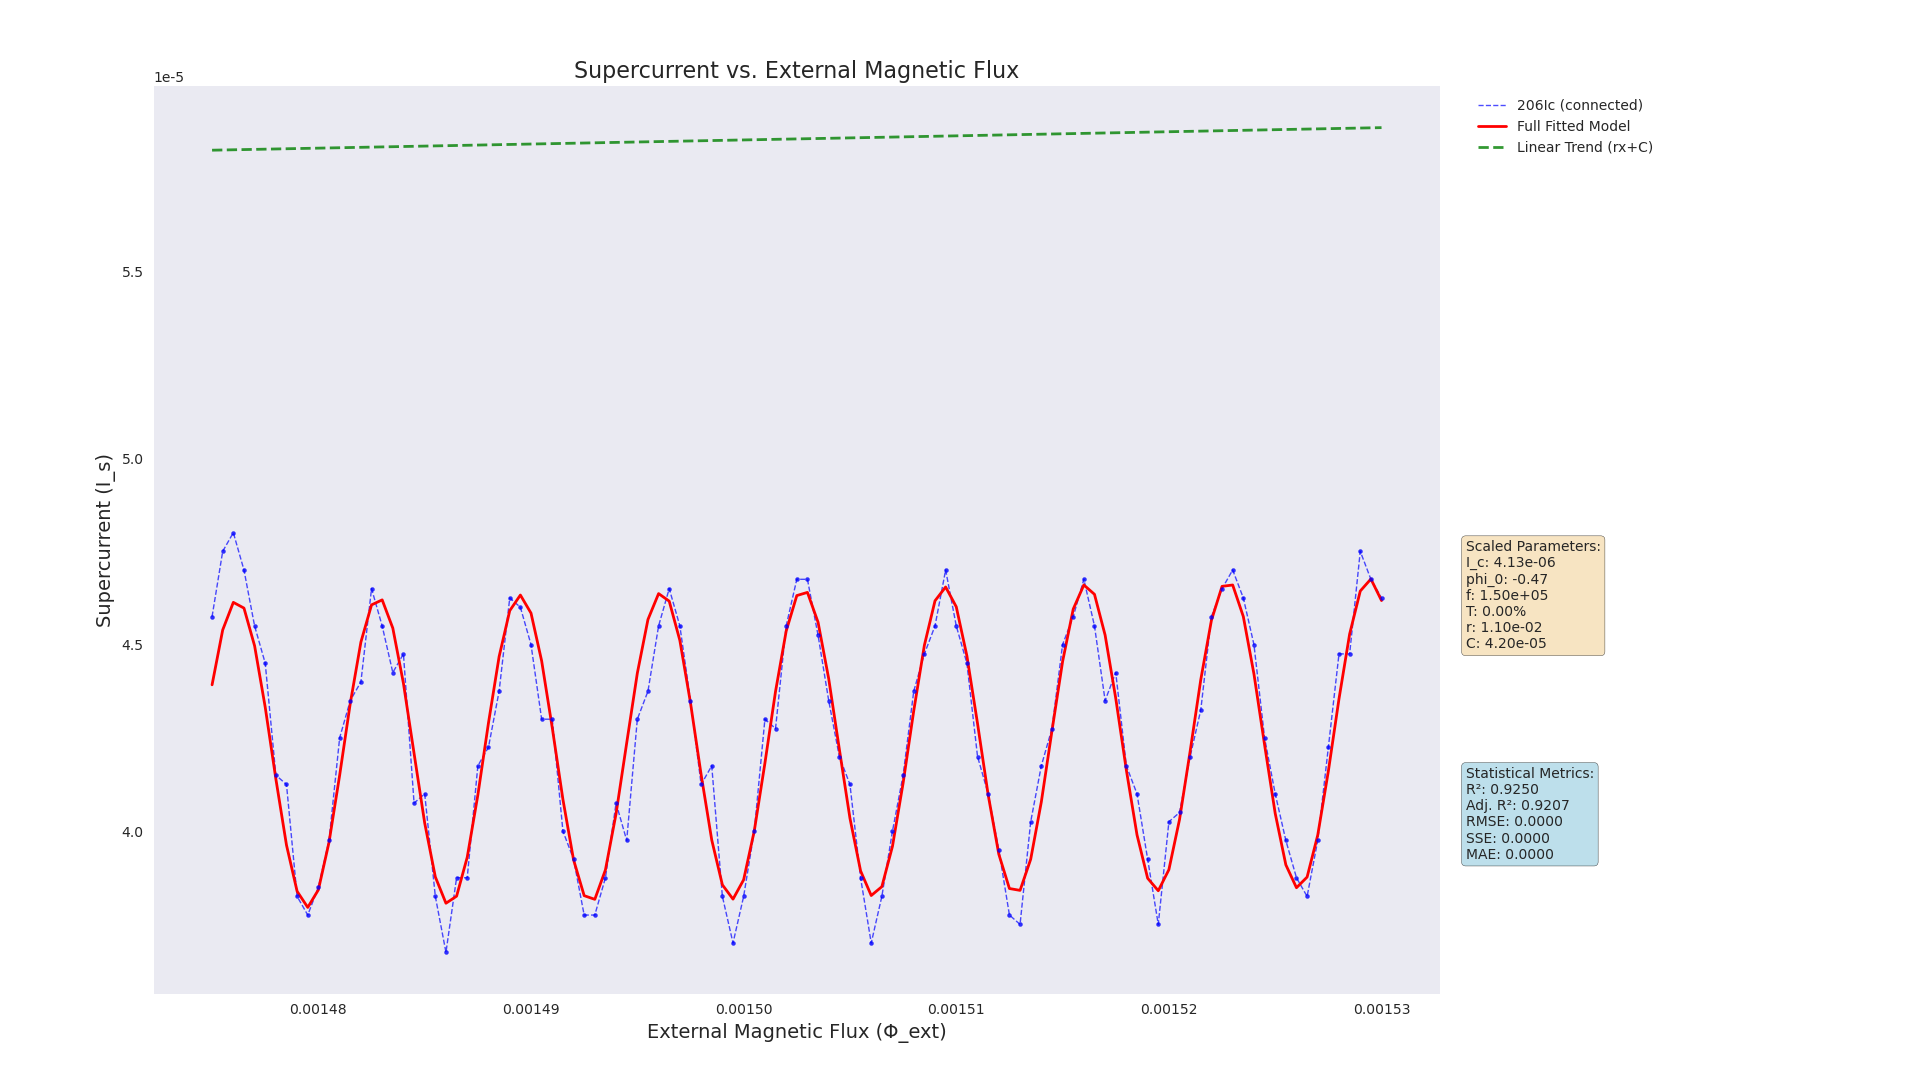 Supercurrent vs. External Magnetic Flux
1e-5
5.5
5.0
4.5
4.0
Supercurrent (I_s)
0.00148
0.00149
0.00150
0.00151
0.00152
0.00153
External Magnetic Flux (Φ_ext)
206Ic (connected)
Full Fitted Model
Linear Trend (rx+C)
Scaled Parameters:
I_c: 4.13e-06
phi_0: -0.47
f: 1.50e+05
T: 0.00%
r: 1.10e-02
C: 4.20e-05
Statistical Metrics:
R²: 0.9250
Adj. R²: 0.9207
RMSE: 0.0000
SSE: 0.0000
MAE: 0.0000